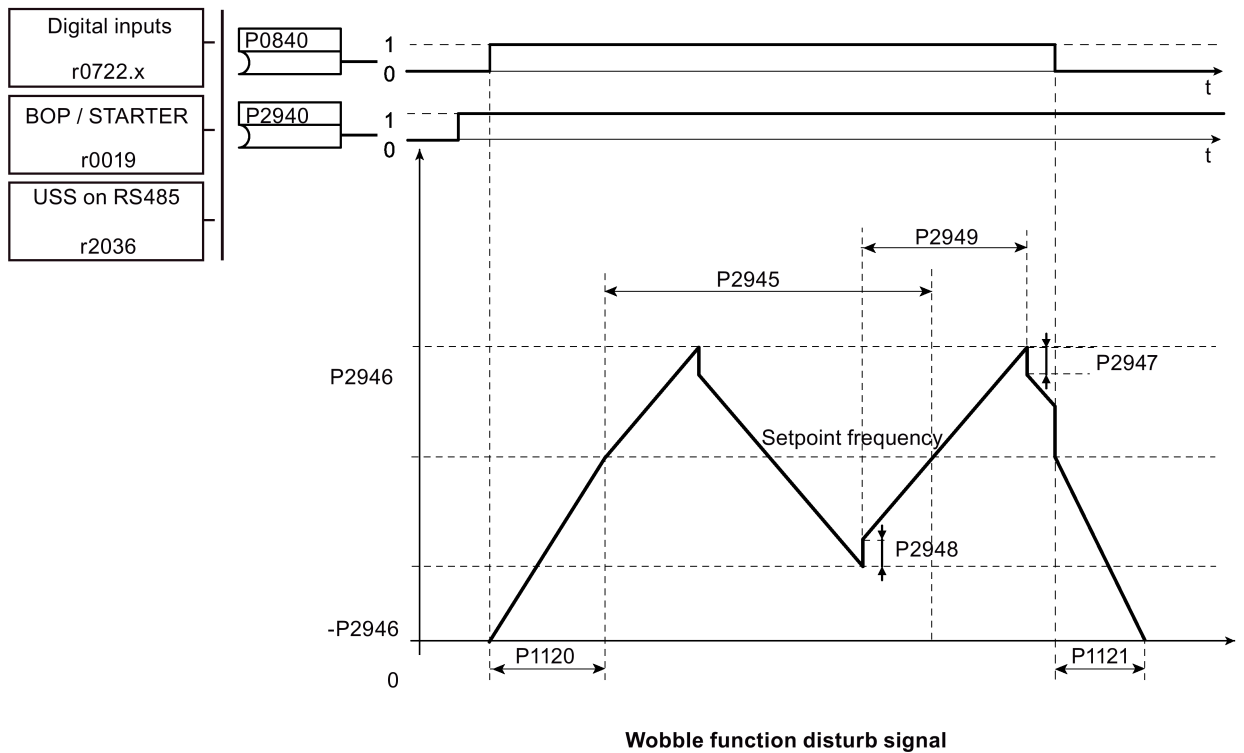 Digital inputs
r0722.x
BOP / STARTER
r0019
USS on RS485
r2036
P0840
1
0
t
P2940
1
0
t
P2949
P2945
P2946
P2947
Setpoint frequency
P2948
-P2946
P1120
P1121
0
Wobble function disturb signal